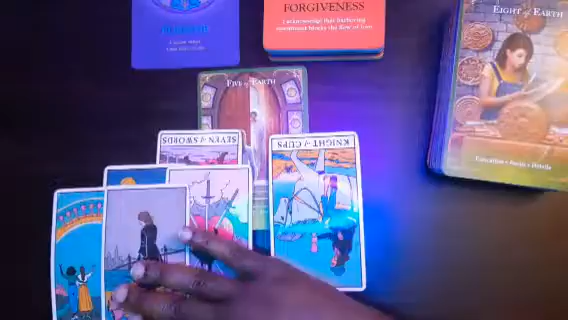 FORGIVENESS
I acknowledge that harboring
resentment blocks the flow of love
EIGHT of EARTH
FIVE of EARTH
SEVEN of SWORDS
KNIGHT of CUPS
Education • Focus • Details